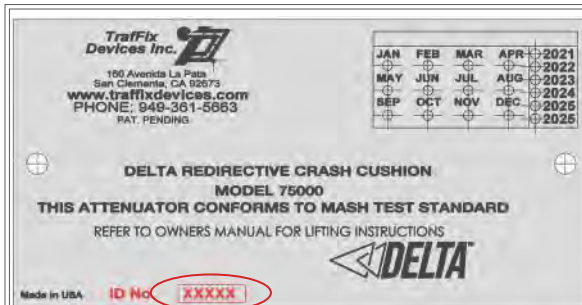 TrafFix
Devices Inc.
160 Avenida La Pata
San Clemente, CA 92673
www.traffixdevices.com
PHONE: 949-361-5663
PAT. PENDING
JAN FEB MAR APR 2021
2022
MAY JUN JUL AUG 2023
2024
SEP OCT NOV DEC 2025
2025
DELTA REDIRECTIVE CRASH CUSHION
MODEL 75000
THIS ATTENUATOR CONFORMS TO MASH TEST STANDARD
REFER TO OWNERS MANUAL FOR LIFTING INSTRUCTIONS
DELTA
Made in USA ID No XXXXX